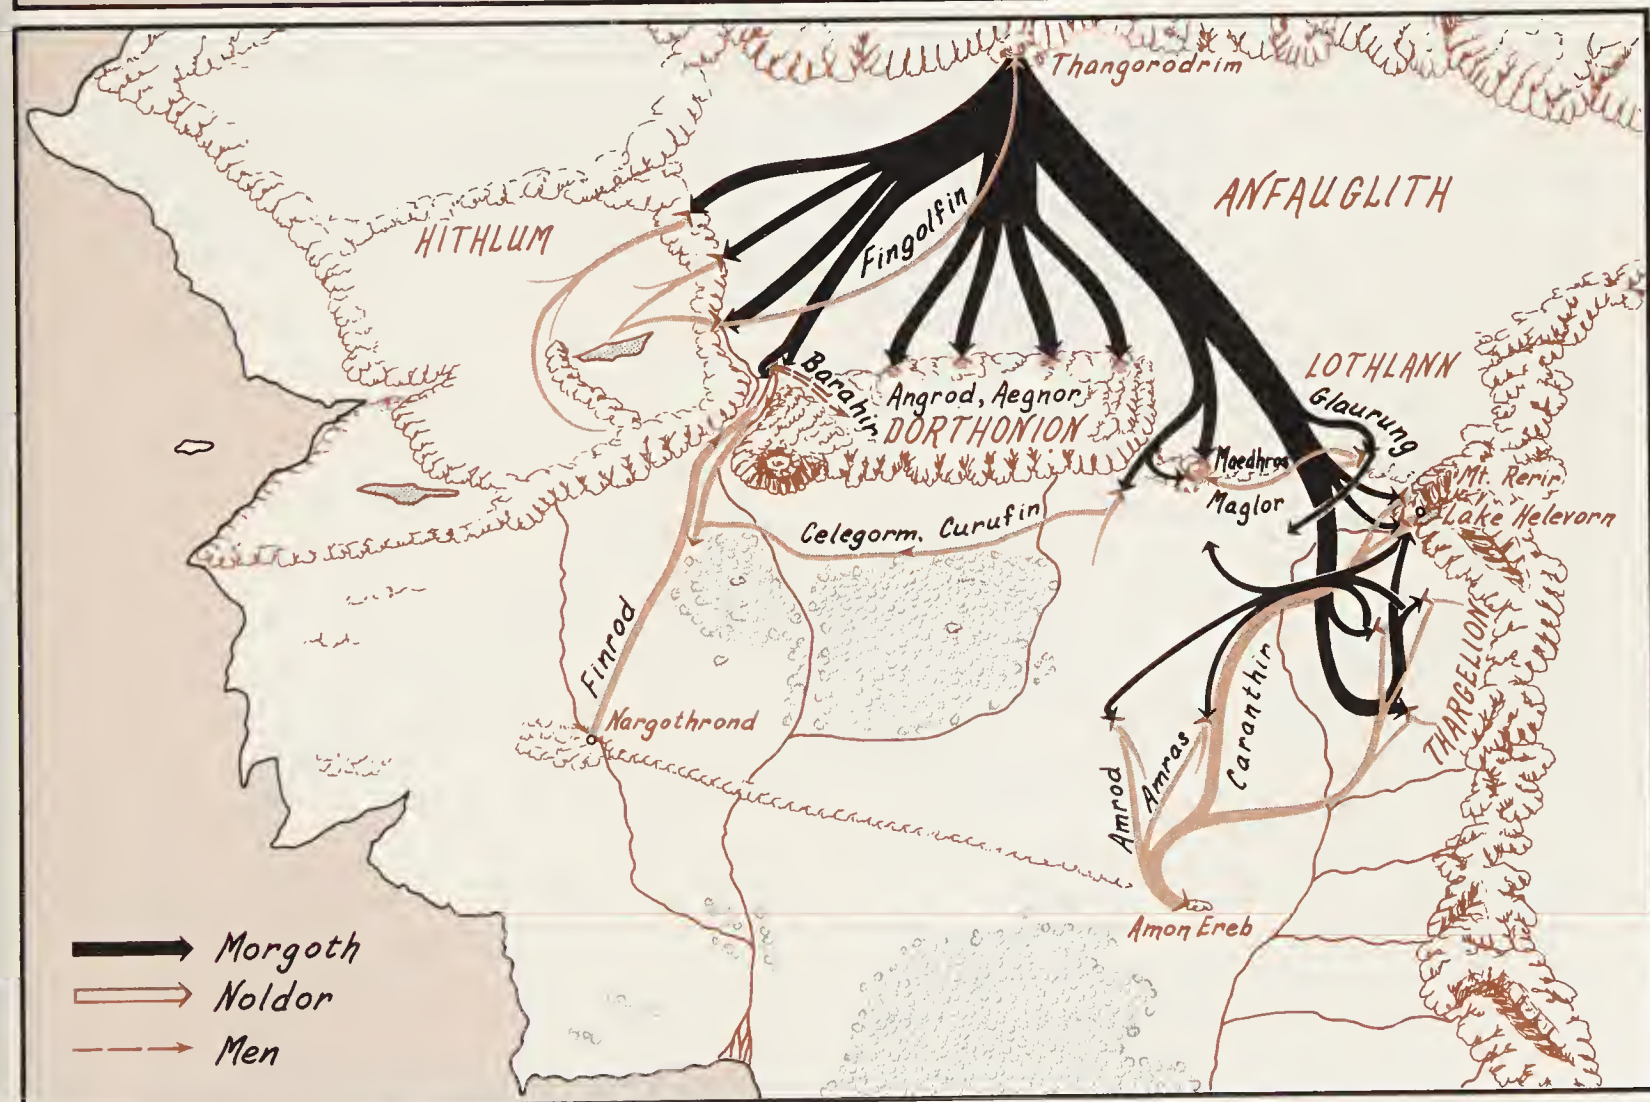 Thangorodrim
ANFAUGLITH
HITHLUM
Fingolfin
LOTHLANN
Glaurung
Barahir
Angrod, Aegnor
DORTHONION
Maedhros
Maglor
Mt. Rerir
Lake Helevorn
Celegorm, Curufin
Finrod
Nargothrond
THARGELION
Caranthir
Amras
Amrod
Amon Ereb
Morgoth
Noldor
Men